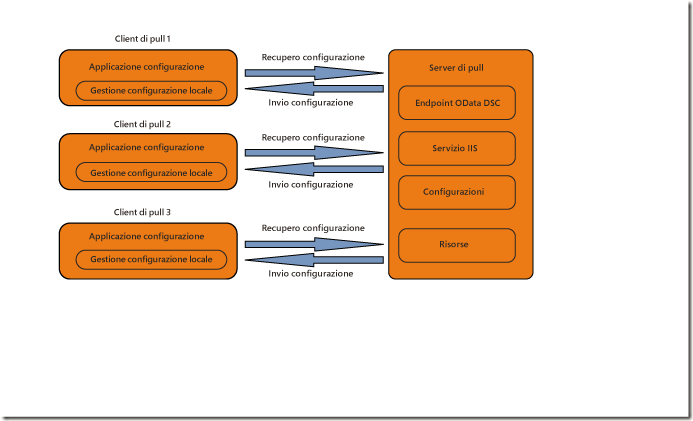 Client di pull 1
Applicazione configurazione
Gestione configurazione locale
Recupero configurazione
Invio configurazione
Client di pull 2
Applicazione configurazione
Gestione configurazione locale
Recupero configurazione
Invio configurazione
Client di pull 3
Applicazione configurazione
Gestione configurazione locale
Recupero configurazione
Invio configurazione
Server di pull
Endpoint OData DSC
Servizio IIS
Configurazioni
Risorse